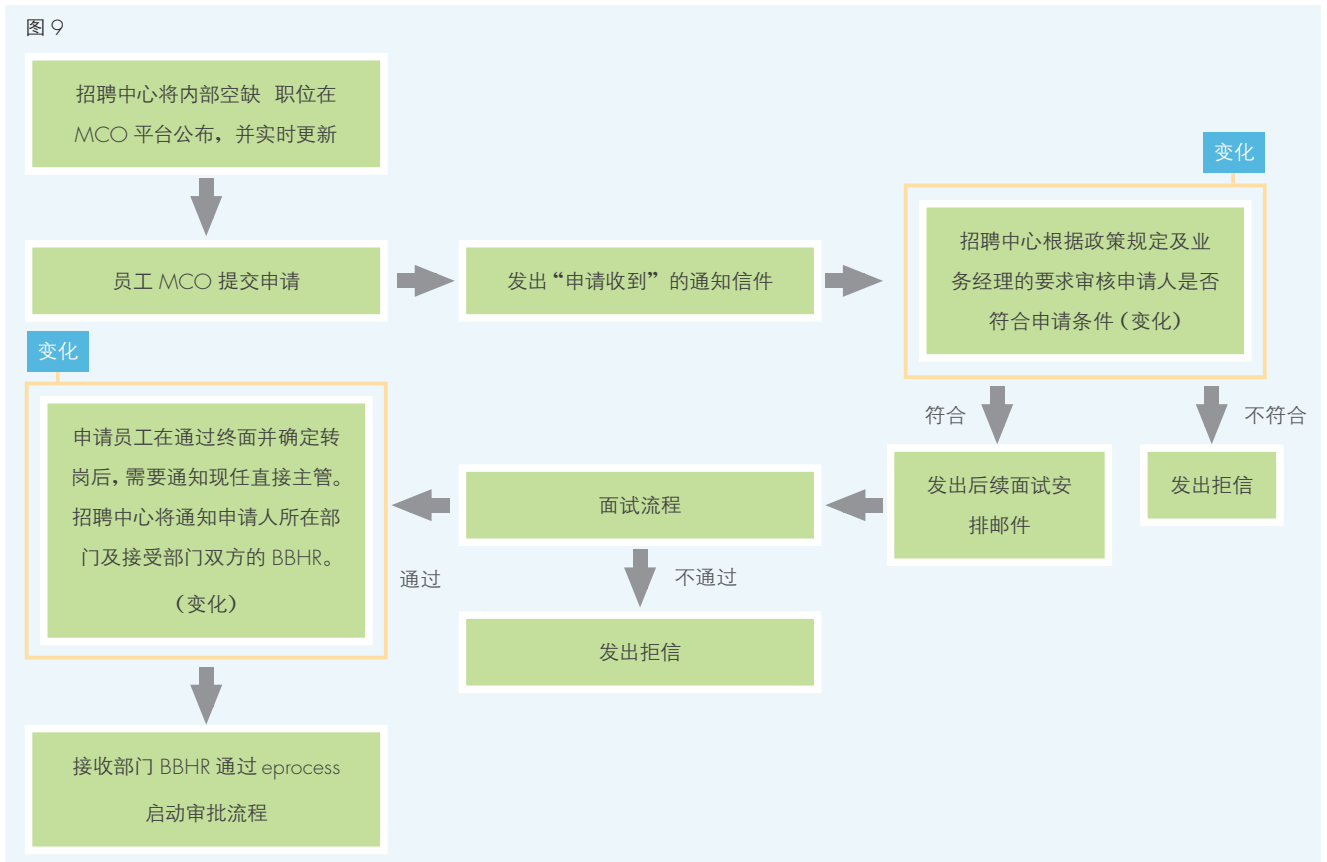 图 9
招聘中心将内部空缺 职位在
MCO 平台公布，并实时更新
变化
员工 MCO 提交申请
发出“申请收到”的通知信件
招聘中心根据政策规定及业
务经理的要求审核申请人是否
符合申请条件（变化）
变化
符合
不符合
申请员工在通过终面并确定转
岗后，需要通知现任直接主管。
招聘中心将通知申请人所在部
门及接受部门双方的 BBHR。
（变化）
通过
面试流程
发出后续面试安
排邮件
发出拒信
不通过
发出拒信
接收部门 BBHR 通过 eprocess
启动审批流程